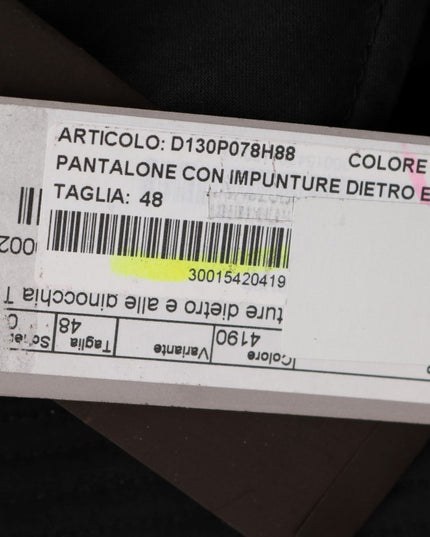 ARTICOLO: D130P078H88 COLORE
PANTALONE CON IMPUNTURE DIETRO E
TAGLIA: 48
30015420419
002
ture dietro e alle ginocchia T
Colore Variante Taglia
4190 48